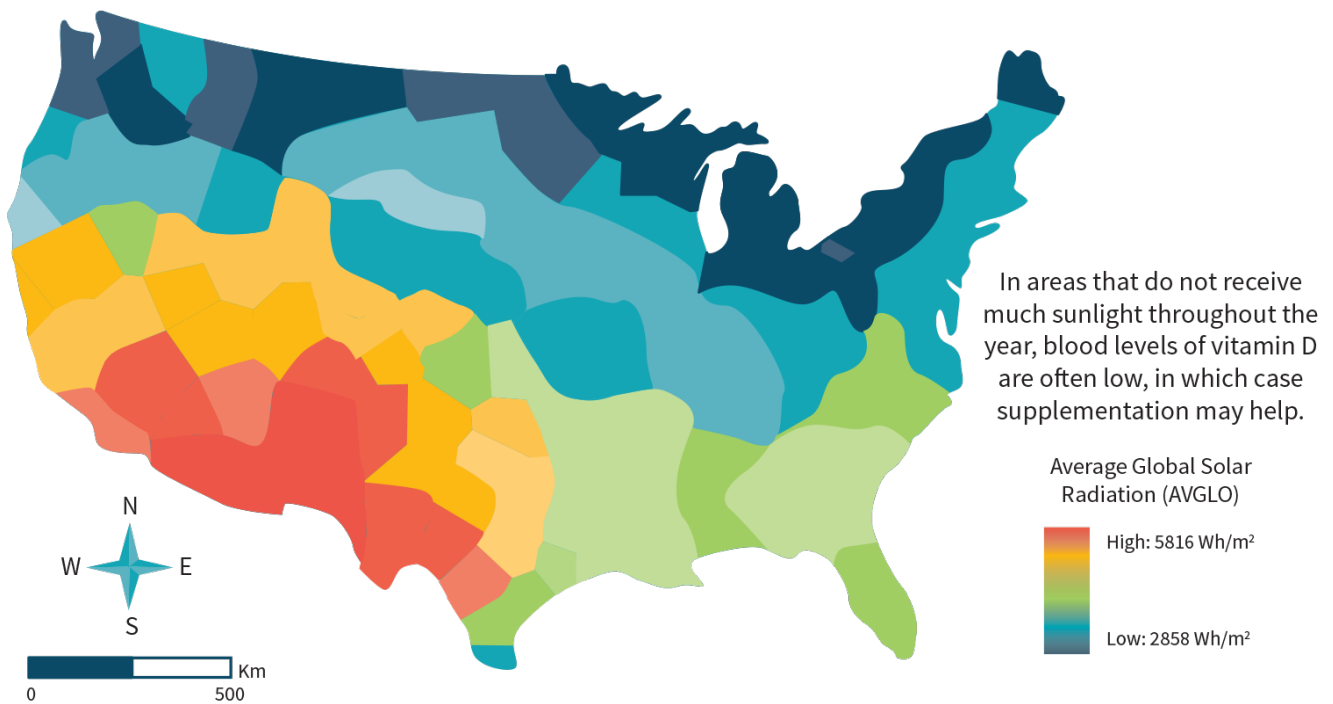 In areas that do not receive
much sunlight throughout the
year, blood levels of vitamin D
are often low, in which case
supplementation may help.
Average Global Solar
Radiation (AVGLO)
High: 5816 Wh/m²
Low: 2858 Wh/m²
N
W E
S
Km
0 500